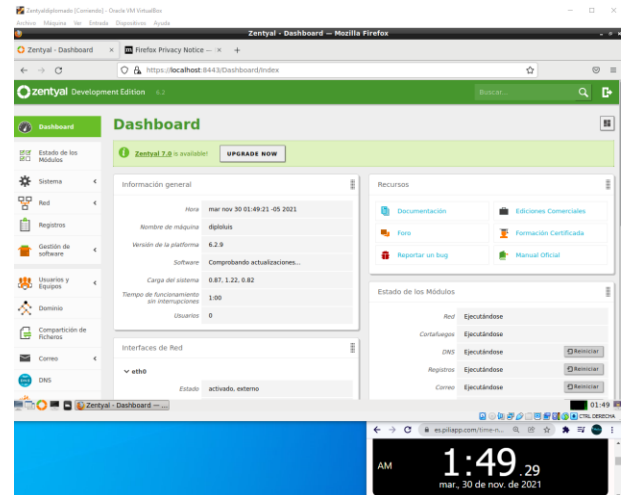 Zentyaldiplomado [Corriendo] - Oracle VM VirtualBox
Archivo Máquina Ver Entrada Dispositivos Ayuda
Zentyal - Dashboard — Mozilla Firefox
Zentyal - Dashboard
Firefox Privacy Notice —
https://localhost:8443/Dashboard/Index
zentyal Development Edition 6.2
Buscar...
Dashboard
Dashboard
Zentyal 7.0 is available! UPGRADE NOW
Estado de los Módulos
Sistema
Red
Registros
Gestión de software
Usuarios y Equipos
Dominio
Compartición de Ficheros
Correo
DNS
Información general
Hora mar nov 30 01:49:21 -05 2021
Nombre de máquina diploluis
Versión de la plataforma 6.2.9
Software Comprobando actualizaciones...
Carga del sistema 0.87, 1.22, 0.82
Tiempo de funcionamiento sin interrupciones 1:00
Usuarios 0
Interfaces de Red
eth0
Estado activado, externo
Recursos
Documentación Ediciones Comerciales
Foro Formación Certificada
Reportar un bug Manual Oficial
Estado de los Módulos
Red Ejecutándose
Cortafuegos Ejecutándose
DNS Ejecutándose Reiniciar
Registros Ejecutándose Reiniciar
Correo Ejecutándose Reiniciar
Zentyal - Dashboard — ...
01:49
CTRL DERECHA
es.piliapp.com/time-n...
AM 1:49.29
mar., 30 de nov. de 2021